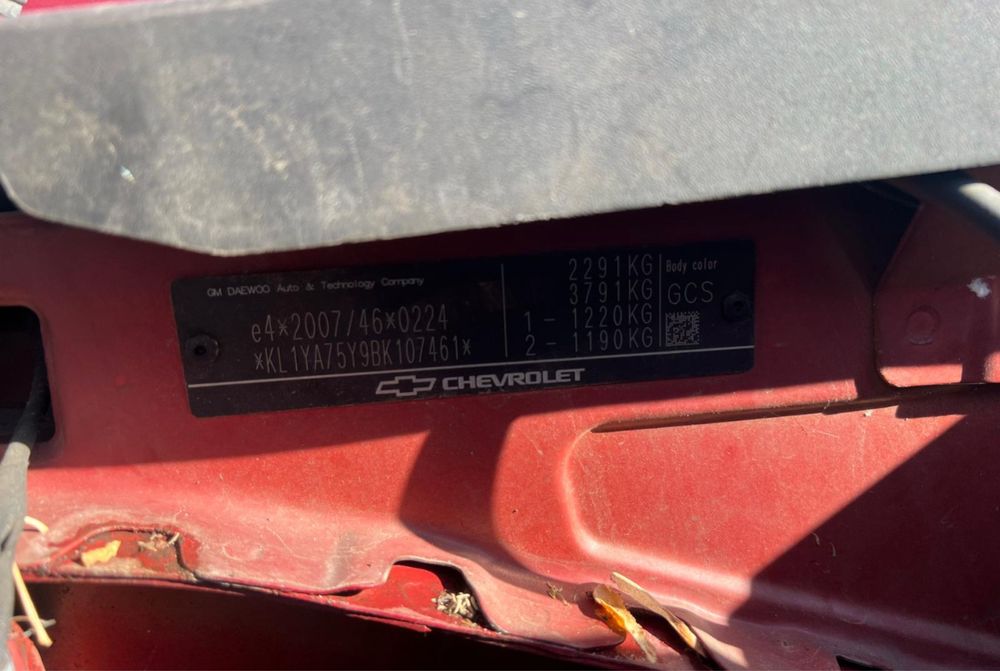 GM DAEWOO Auto & Technology Company
e4*2007/46*0224
*KL1YA75Y9BK107461*
2291KG
3791KG
1 - 1220KG
2 - 1190KG
Body color
GCS
CHEVROLET